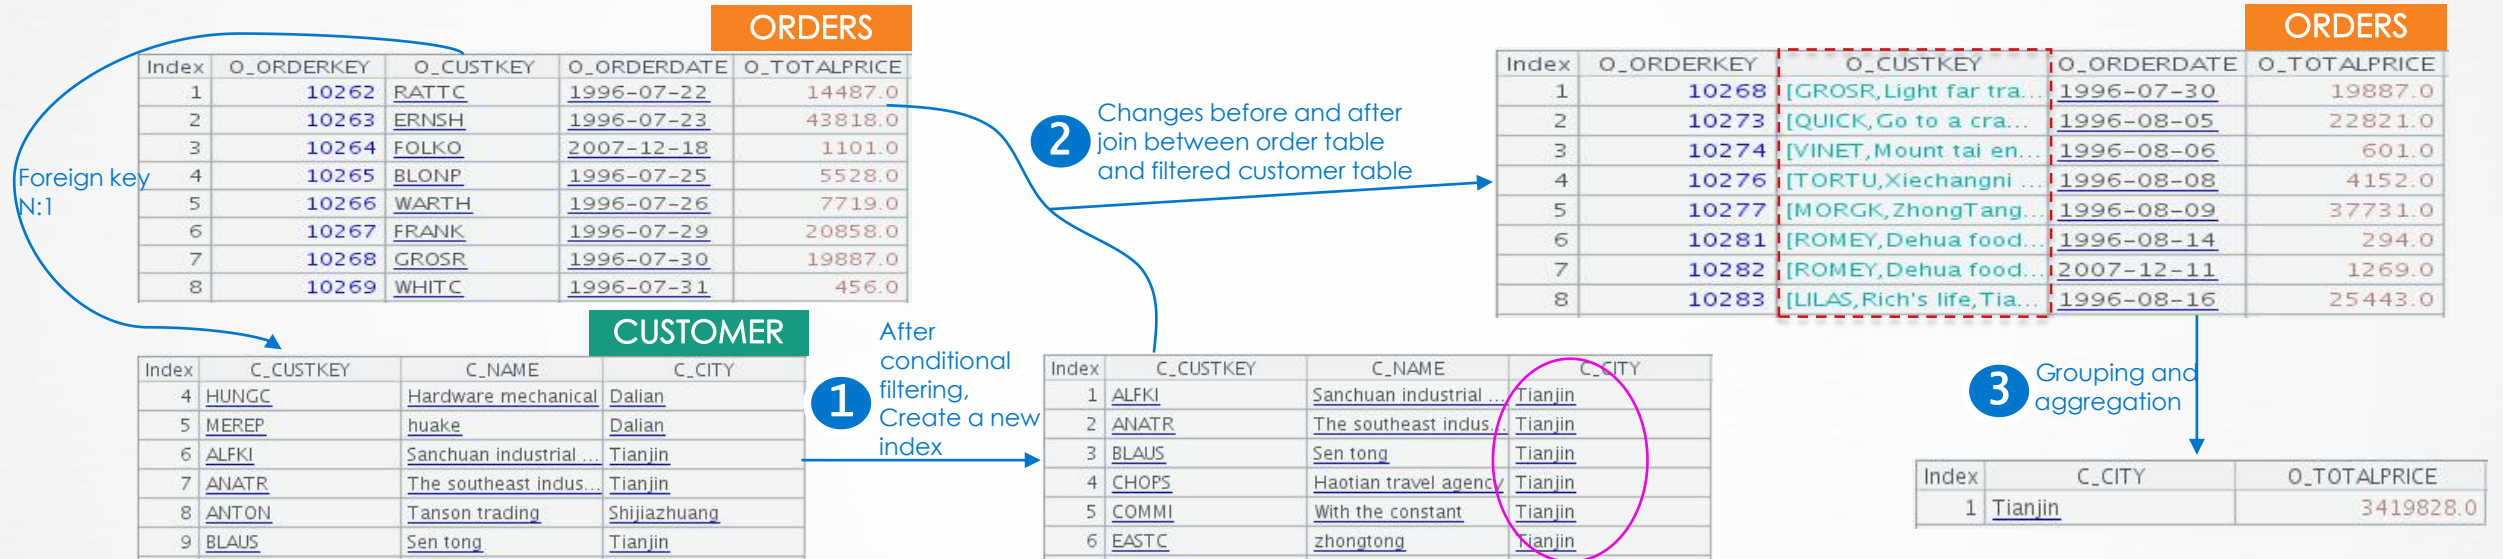 ORDERS
Index O_ORDERKEY O_CUSTKEY O_ORDERDATE O_TOTALPRICE
1 10262 RATTC 1996-07-22 14487.0
2 10263 ERNSH 1996-07-23 43818.0
3 10264 FOLKO 2007-12-18 1101.0
4 10265 BLONP 1996-07-25 5528.0
5 10266 WARTH 1996-07-26 7719.0
6 10267 FRANK 1996-07-29 20858.0
7 10268 GROSR 1996-07-30 19887.0
8 10269 WHITC 1996-07-31 456.0
Foreign key
N:1
CUSTOMER
Index C_CUSTKEY C_NAME C_CITY
4 HUNGC Hardware mechanical Dalian
5 MEREP huake Dalian
6 ALFKI Sanchuan industrial ... Tianjin
7 ANATR The southeast indus... Tianjin
8 ANTON Tanson trading Shijiazhuang
9 BLAUS Sen tong Tianjin
1
After
conditional
filtering,
Create a new
index
Index C_CUSTKEY C_NAME C_CITY
1 ALFKI Sanchuan industrial ... Tianjin
2 ANATR The southeast indus... Tianjin
3 BLAUS Sen tong Tianjin
4 CHOPS Haotian travel agency Tianjin
5 COMMI With the constant Tianjin
6 EASTC zhongtong Tianjin
2
Changes before and after
join between order table
and filtered customer table
ORDERS
Index O_ORDERKEY O_CUSTKEY O_ORDERDATE O_TOTALPRICE
1 10268 [GROSR,Light far tra... 1996-07-30 19887.0
2 10273 [QUICK,Go to a cra... 1996-08-05 22821.0
3 10274 [VINET,Mount tai en... 1996-08-06 601.0
4 10276 [TORTU,Xiechangni ... 1996-08-08 4152.0
5 10277 [MORGK,ZhongTang... 1996-08-09 37731.0
6 10281 [ROMEY,Dehua food... 1996-08-14 294.0
7 10282 [ROMEY,Dehua food... 2007-12-11 1269.0
8 10283 [LILAS,Rich's life,Tia... 1996-08-16 25443.0
3
Grouping and
aggregation
Index C_CITY O_TOTALPRICE
1 Tianjin 3419828.0